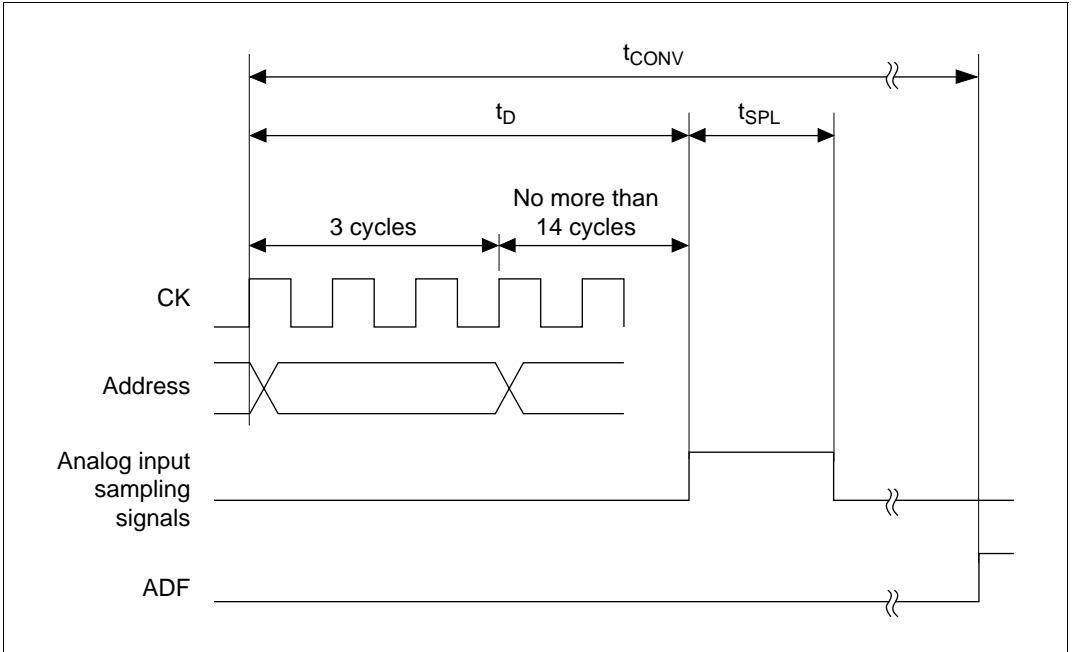 tCONV
tD
tSPL
No more than
3 cycles
14 cycles
CK
Address
Analog input
sampling
signals
ADF